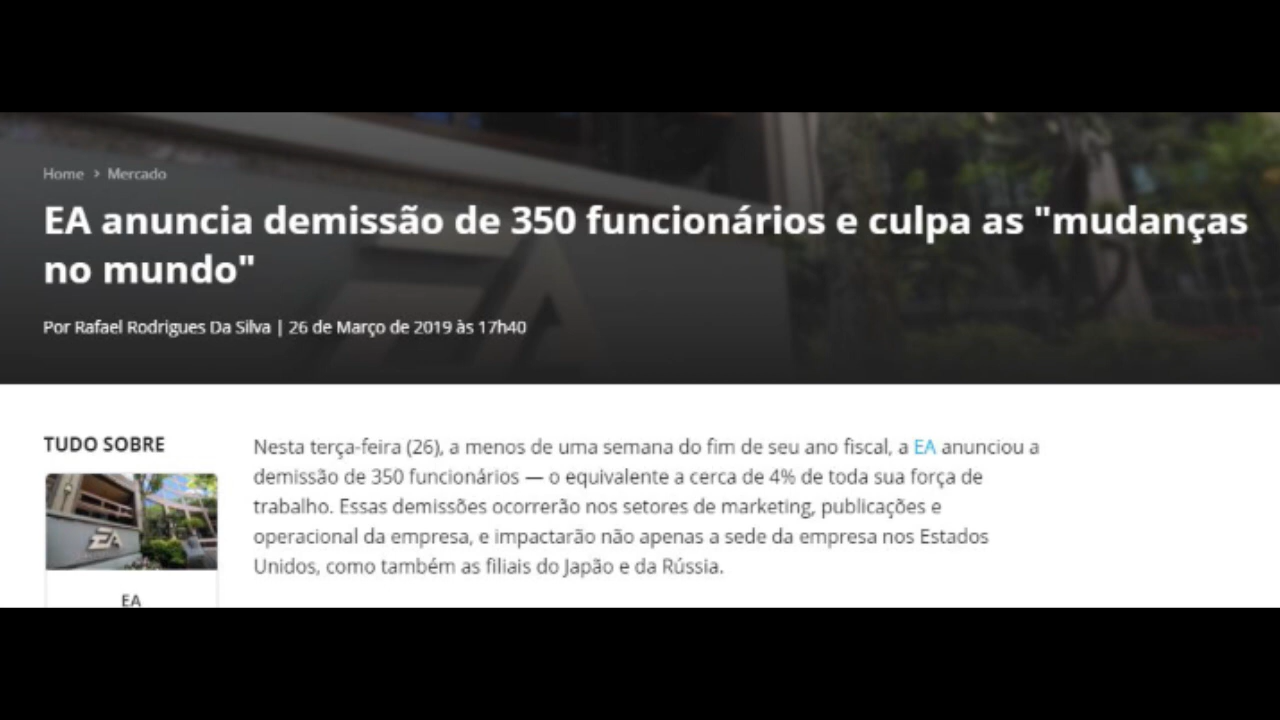 Home > Mercado
EA anuncia demissão de 350 funcionários e culpa as "mudanças
no mundo"
Por Rafael Rodrigues Da Silva | 26 de Março de 2019 às 17h40
TUDO SOBRE
EA
EA
Nesta terça-feira (26), a menos de uma semana do fim de seu ano fiscal, a EA anunciou a
demissão de 350 funcionários — o equivalente a cerca de 4% de toda sua força de
trabalho. Essas demissões ocorrerão nos setores de marketing, publicações e
operacional da empresa, e impactarão não apenas a sede da empresa nos Estados
Unidos, como também as filiais do Japão e da Rússia.